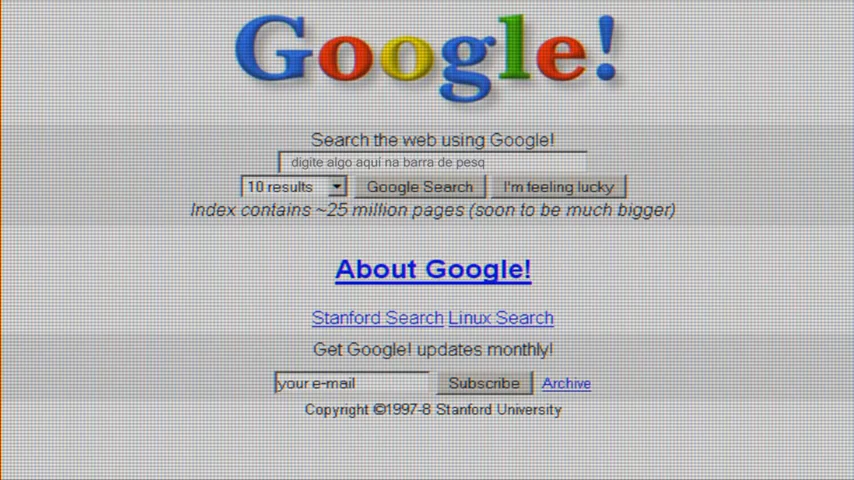 Google!
Search the web using Google!
digite algo aqui na barra de pesq
10 results Google Search I'm feeling lucky
Index contains ~25 million pages (soon to be much bigger)
About Google!
Stanford Search Linux Search
Get Google! updates monthly!
your e-mail Subscribe Archive
Copyright ©1997-8 Stanford University